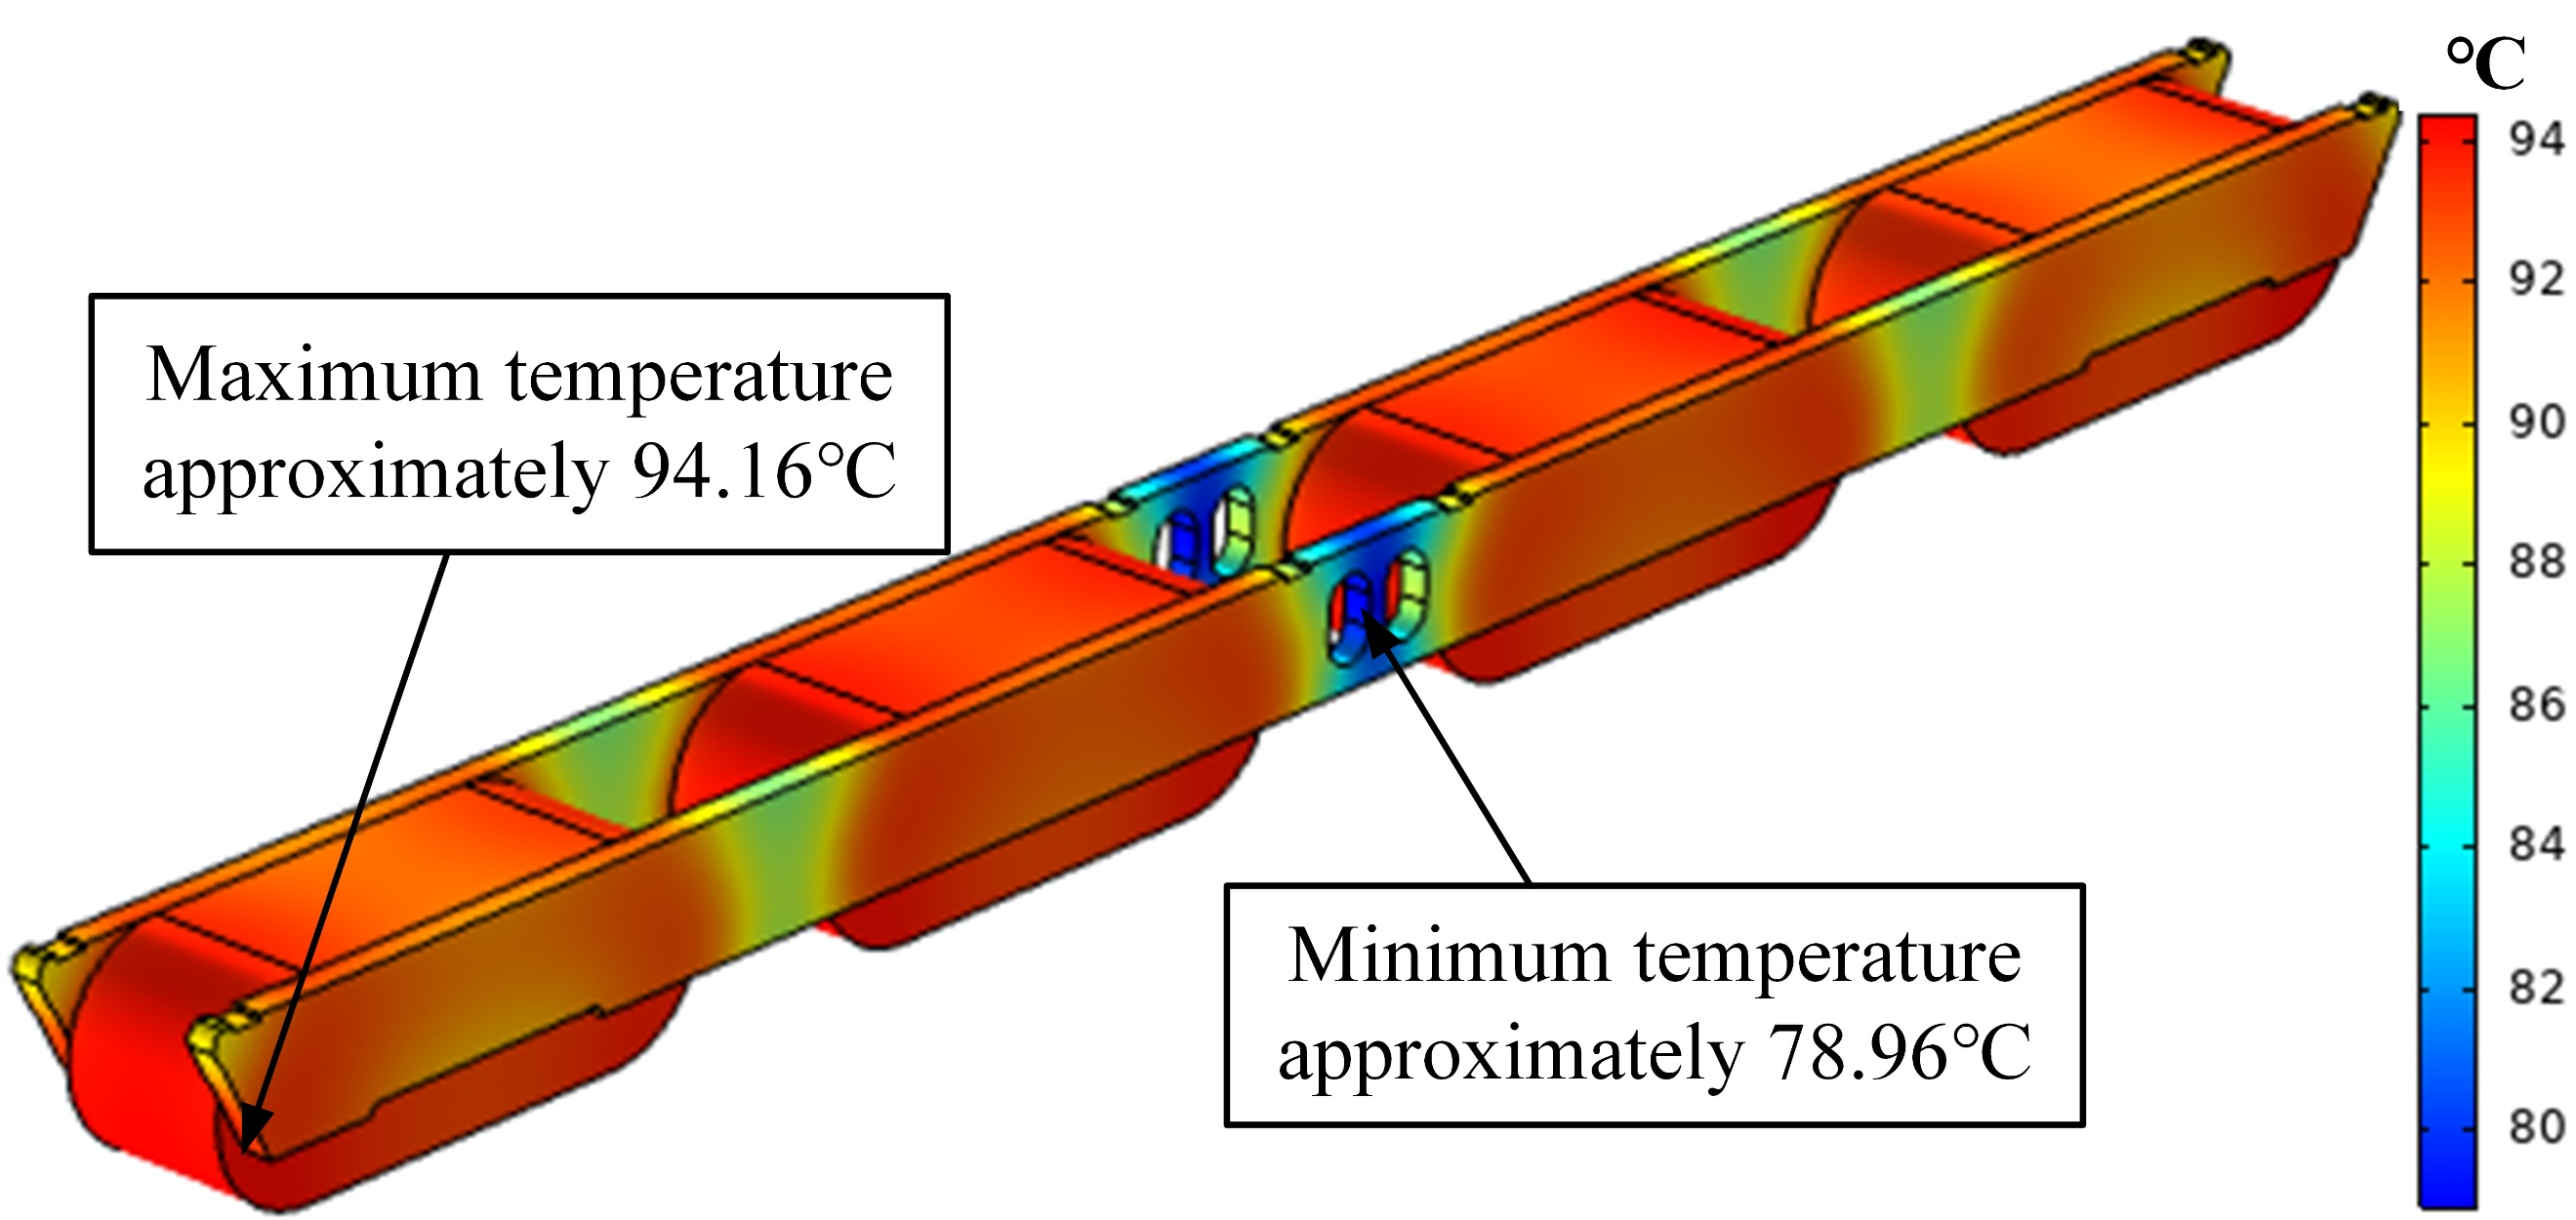 °C
94
Maximum temperature
approximately 94.16°C
92
90
88
86
84
Minimum temperature
approximately 78.96°C
82
80